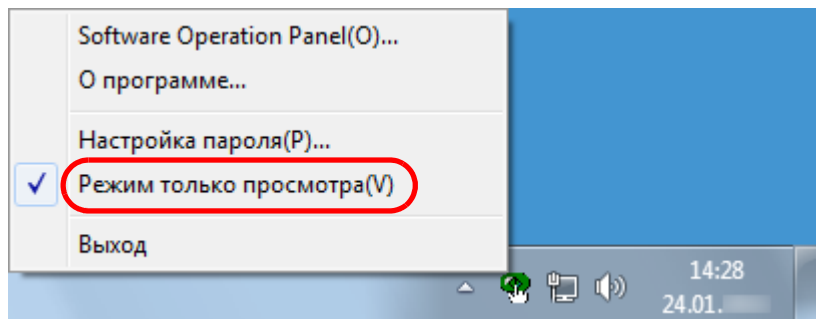 Software Operation Panel(O)...
О программе...
Настройка пароля(P)...
Режим только просмотра(V)
Выход
14:28
24.01.